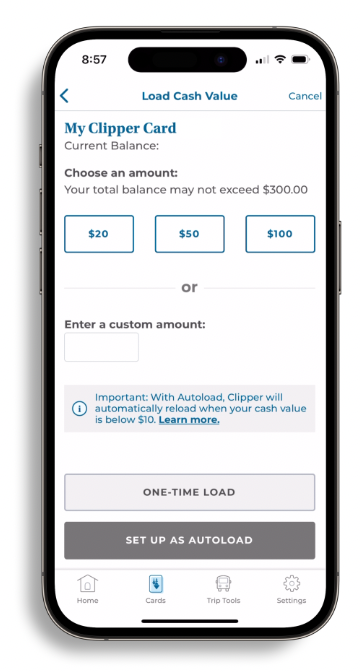 8:57
Load Cash Value
Cancel
My Clipper Card
Current Balance:
Choose an amount:
Your total balance may not exceed $300.00
$20
$50
$100
or
Enter a custom amount:
Important: With Autoload, Clipper will
automatically reload when your cash value
is below $10. Learn more.
ONE-TIME LOAD
SET UP AS AUTOLOAD
Home
Cards
Trip Tools
Settings